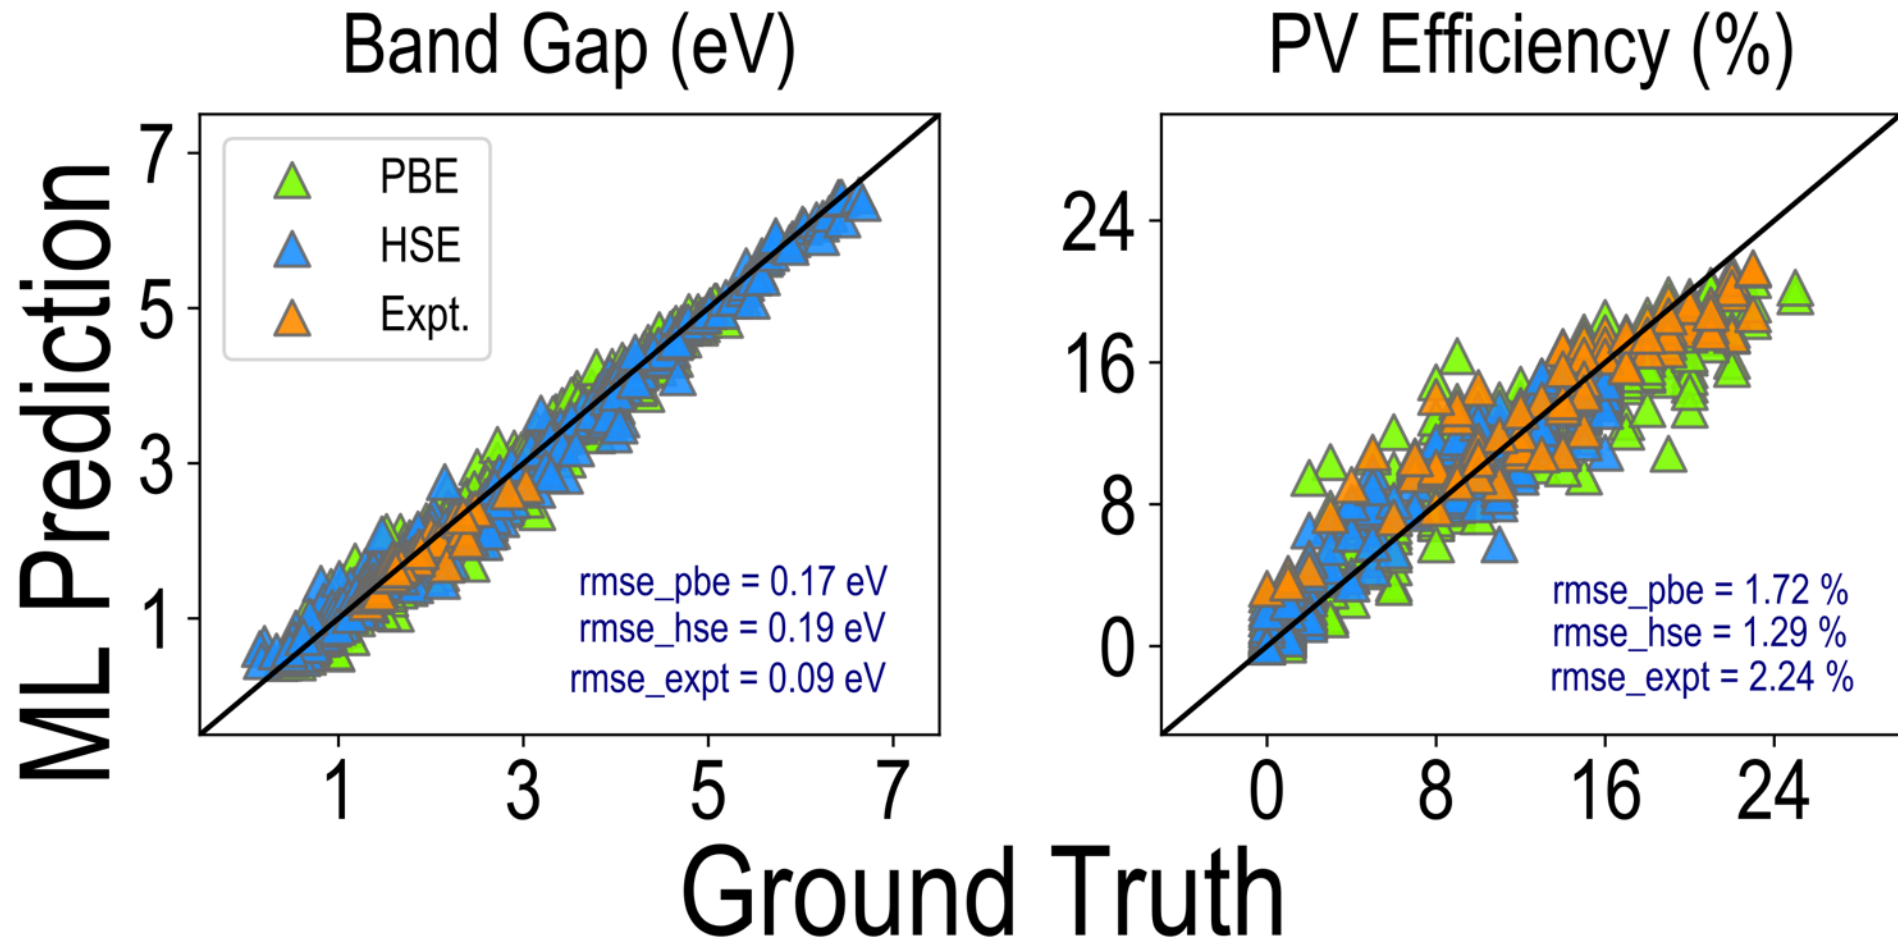 Band Gap (eV)
PV Efficiency (%)
ML Prediction
7
5
3
1
PBE
HSE
Expt.
rmse_pbe = 0.17 eV
rmse_hse = 0.19 eV
rmse_expt = 0.09 eV
1
3
5
7
24
16
8
0
rmse_pbe = 1.72 %
rmse_hse = 1.29 %
rmse_expt = 2.24 %
0
8
16
24
Ground Truth